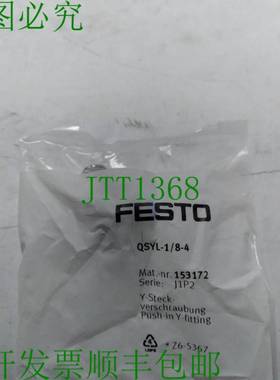 图必究
JTT1368
FESTO
QSYL-1/8-4
Mat.-nr. 153172
Serie: J1P2
Y-Steck-
verschraubung
Push-in Y-fitting
LDPE
开发票顺丰包邮